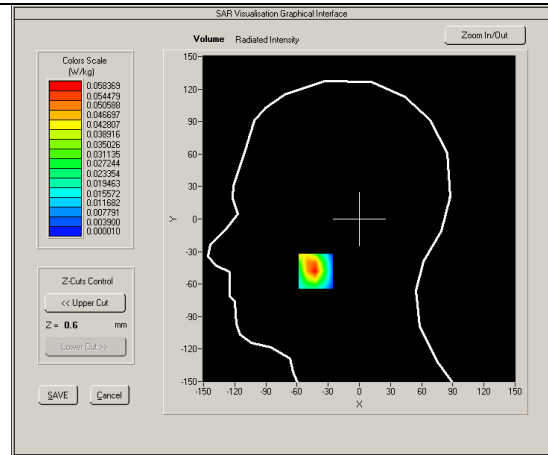 SAR Visualisation Graphical Interface
Volume Radiated Intensity
Zoom In/Out
Colors Scale
(W/kg)
0.058369
0.054479
0.050588
0.046697
0.042807
0.038916
0.035026
0.031135
0.027244
0.023354
0.019463
0.015572
0.011682
0.007791
0.003900
0.000010
Z-Cuts Control
<< Upper Cut
Z = 0.6 mm
Lower Cut >>
SAVE
Cancel
150
120
90
60
30
0
-30
-60
-90
-120
-150
Y
-150 -120 -90 -60 -30 0 30 60 90 120 150
X